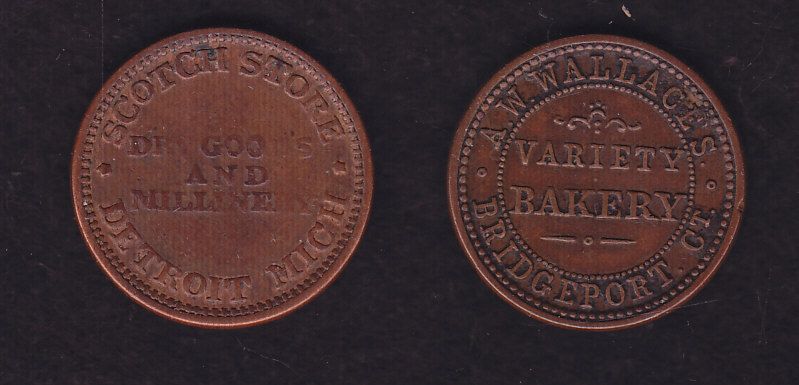 SCOTCH STORE
DRY GOODS
AND
MILLINERY
DETROIT MICH
A. W. WALLACE'S.
VARIETY
BAKERY
BRIDGEPORT. CT.